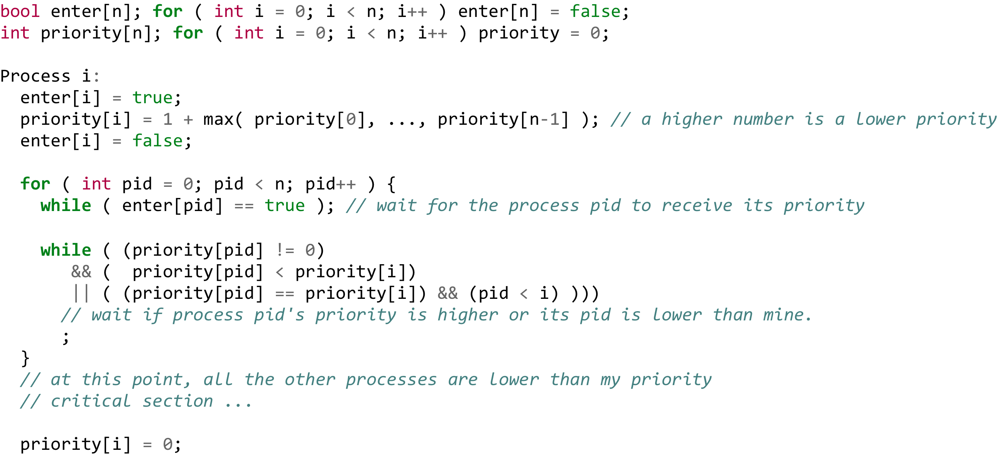 bool enter[n]; for ( int i = 0; i < n; i++ ) enter[n] = false;
int priority[n]; for ( int i = 0; i < n; i++ ) priority = 0;

Process i:
  enter[i] = true;
  priority[i] = 1 + max( priority[0], ..., priority[n-1] ); // a higher number is a lower priority
  enter[i] = false;

  for ( int pid = 0; pid < n; pid++ ) {
    while ( enter[pid] == true ); // wait for the process pid to receive its priority

    while ( (priority[pid] != 0)
       && (  priority[pid] < priority[i])
       || ( (priority[pid] == priority[i]) && (pid < i) )))
      // wait if process pid's priority is higher or its pid is lower than mine.
      ;
  }
  // at this point, all the other processes are lower than my priority
  // critical section ...

  priority[i] = 0;